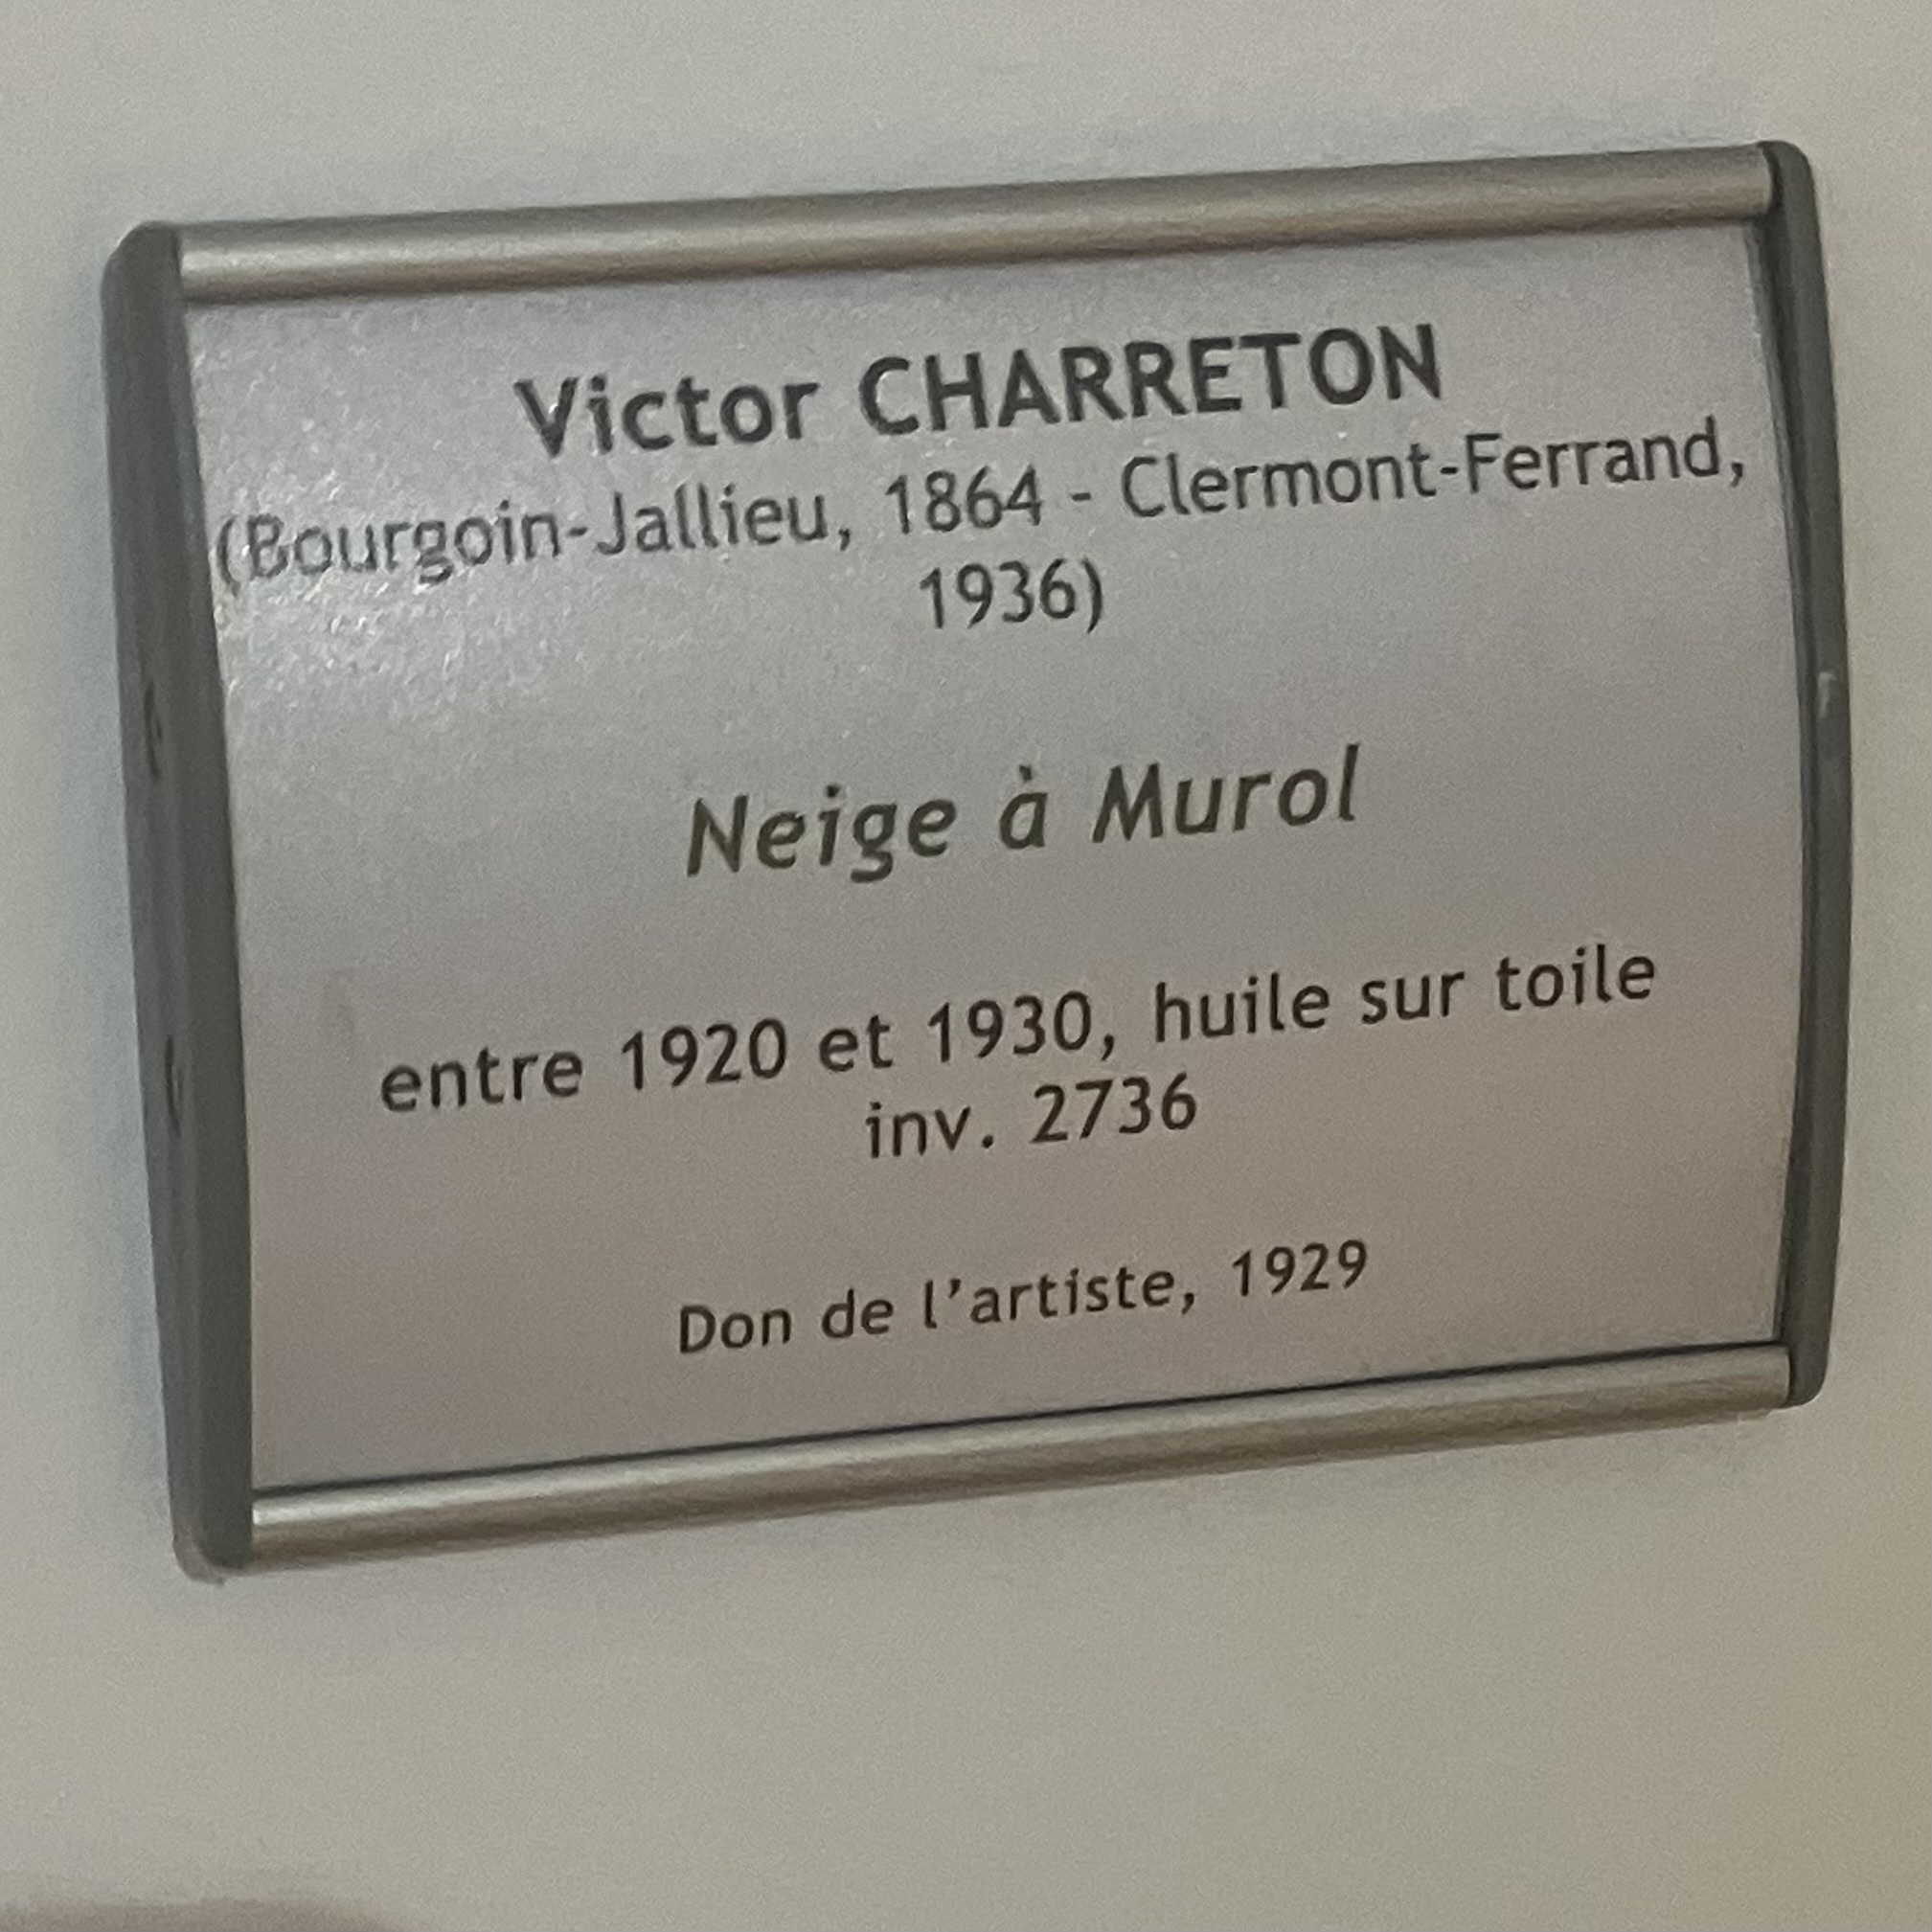 Victor CHARRETON
(Bourgoin-Jallieu, 1864 - Clermont-Ferrand,
1936)
Neige à Murol
entre 1920 et 1930, huile sur toile
inv. 2736
Don de l'artiste, 1929